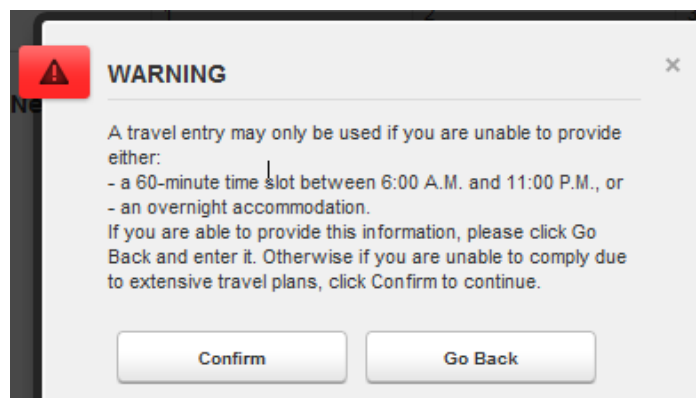 WARNING
A travel entry may only be used if you are unable to provide
either:
- a 60-minute time slot between 6:00 A.M. and 11:00 P.M., or
- an overnight accommodation.
If you are able to provide this information, please click Go
Back and enter it. Otherwise if you are unable to comply due
to extensive travel plans, click Confirm to continue.
Confirm
Go Back